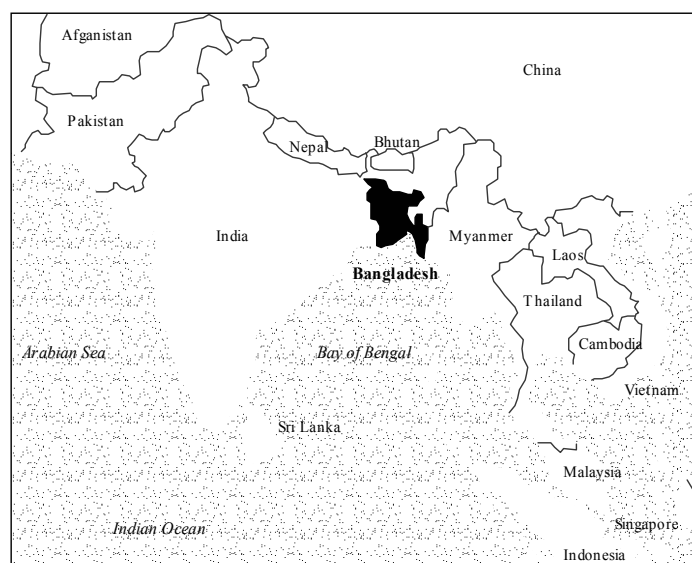 Afganistan
China
Pakistan
Nepal
Bhutan
India
Myanmer
Laos
Bangladesh
Thailand
Arabian Sea
Bay of Bengal
Cambodia
Vietnam
Sri Lanka
Malaysia
Indian Ocean
Singapore
Indonesia